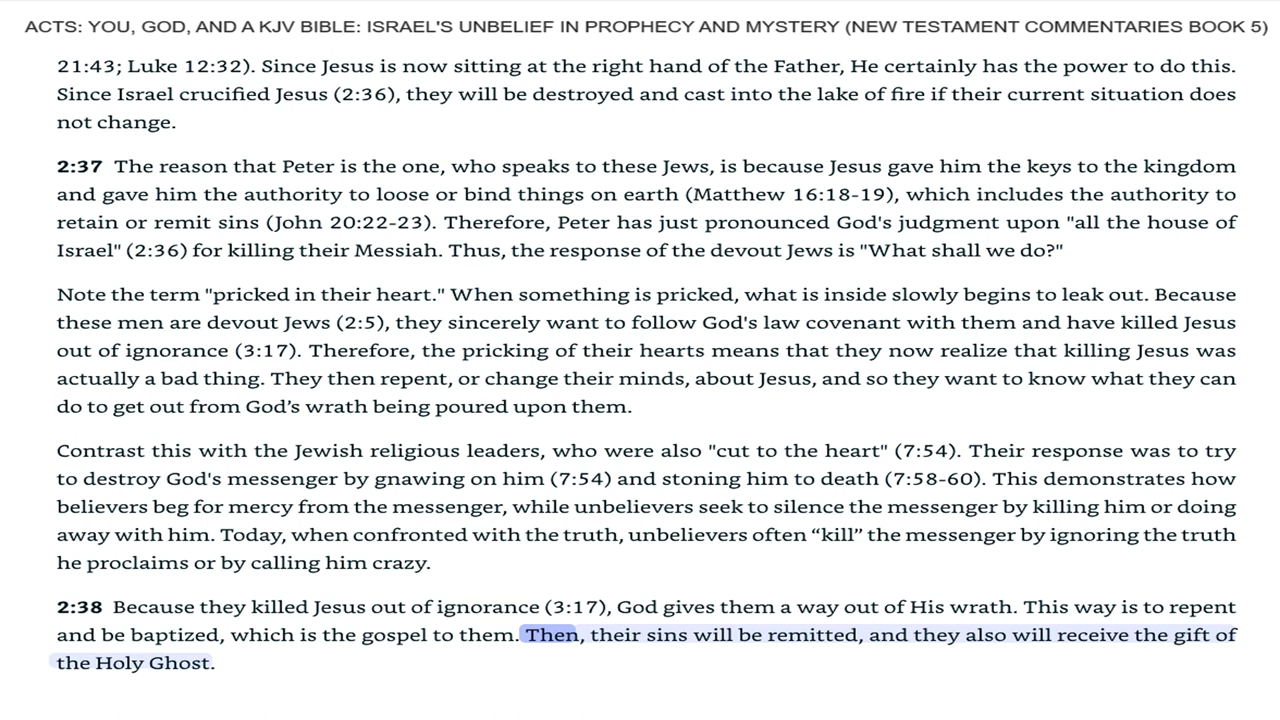 ACTS: YOU, GOD, AND A KJV BIBLE: ISRAEL'S UNBELIEF IN PROPHECY AND MYSTERY (NEW TESTAMENT COMMENTARIES BOOK 5)
21:43; Luke 12:32). Since Jesus is now sitting at the right hand of the Father, He certainly has the power to do this.
Since Israel crucified Jesus (2:36), they will be destroyed and cast into the lake of fire if their current situation does
not change.
2:37 The reason that Peter is the one, who speaks to these Jews, is because Jesus gave him the keys to the kingdom
and gave him the authority to loose or bind things on earth (Matthew 16:18-19), which includes the authority to
retain or remit sins (John 20:22-23). Therefore, Peter has just pronounced God's judgment upon "all the house of
Israel" (2:36) for killing their Messiah. Thus, the response of the devout Jews is "What shall we do?"
Note the term "pricked in their heart." When something is pricked, what is inside slowly begins to leak out. Because
these men are devout Jews (2:5), they sincerely want to follow God's law covenant with them and have killed Jesus
out of ignorance (3:17). Therefore, the pricking of their hearts means that they now realize that killing Jesus was
actually a bad thing. They then repent, or change their minds, about Jesus, and so they want to know what they can
do to get out from God’s wrath being poured upon them.
Contrast this with the Jewish religious leaders, who were also "cut to the heart" (7:54). Their response was to try
to destroy God's messenger by gnawing on him (7:54) and stoning him to death (7:58-60). This demonstrates how
believers beg for mercy from the messenger, while unbelievers seek to silence the messenger by killing him or doing
away with him. Today, when confronted with the truth, unbelievers often “kill” the messenger by ignoring the truth
he proclaims or by calling him crazy.
2:38 Because they killed Jesus out of ignorance (3:17), God gives them a way out of His wrath. This way is to repent
and be baptized, which is the gospel to them. Then, their sins will be remitted, and they also will receive the gift of
the Holy Ghost.